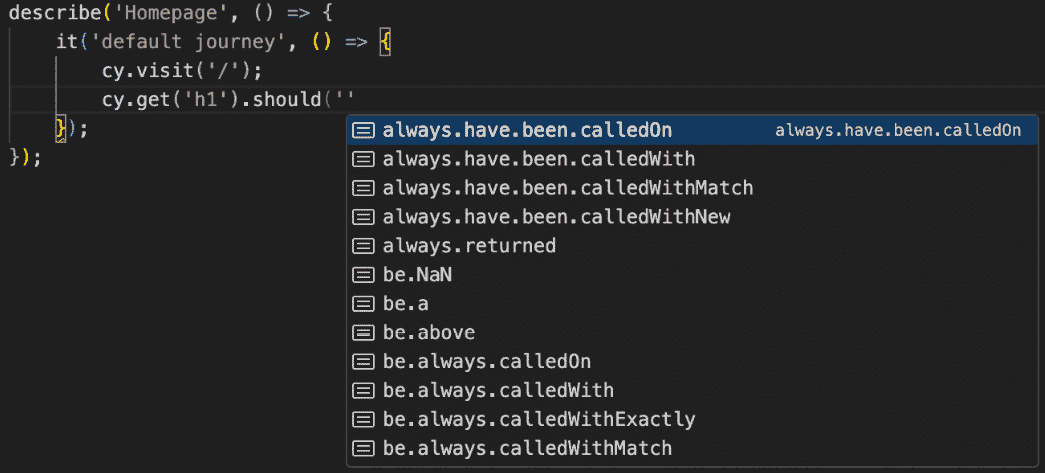 describe('Homepage', () => {
    it('default journey', () => {
        cy.visit('/');
        cy.get('h1').should(''
    });
});
always.have.been.calledOn always.have.been.calledOn
always.have.been.calledWith
always.have.been.calledWithMatch
always.have.been.calledWithNew
always.returned
be.NaN
be.a
be.above
be.always.calledOn
be.always.calledWith
be.always.calledWithExactly
be.always.calledWithMatch